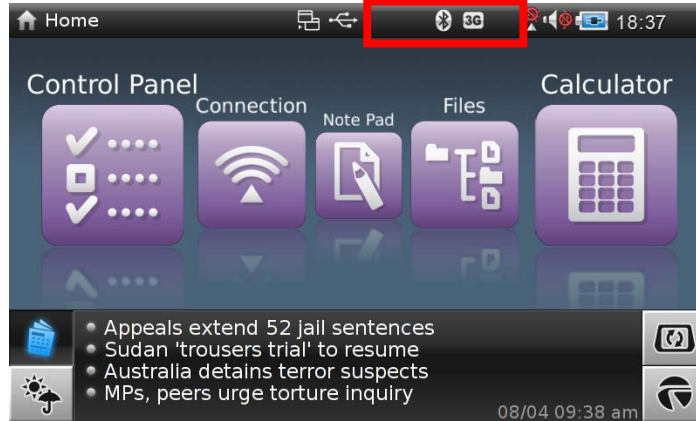 Home
3G
18:37
Control Panel
Connection
Note Pad
Files
Calculator
Appeals extend 52 jail sentences
Sudan 'trousers trial' to resume
Australia detains terror suspects
MPs, peers urge torture inquiry
08/04 09:38 am